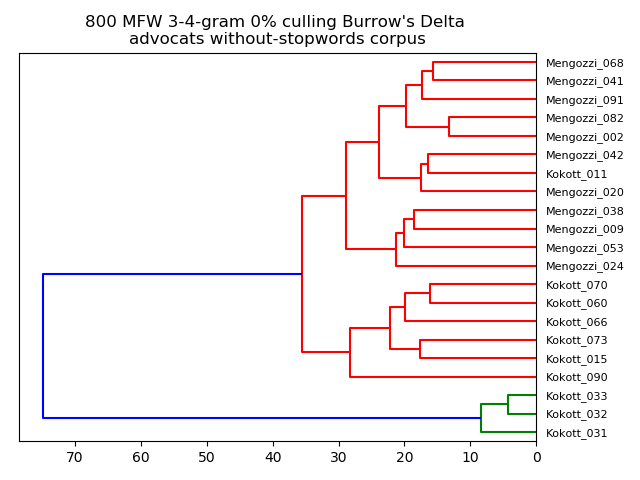 800 MFW 3-4-gram 0% culling Burrow's Delta
advocats without-stopwords corpus
Mengozzi_068
Mengozzi_041
Mengozzi_091
Mengozzi_082
Mengozzi_002
Mengozzi_042
Kokott_011
Mengozzi_020
Mengozzi_038
Mengozzi_009
Mengozzi_053
Mengozzi_024
Kokott_070
Kokott_060
Kokott_066
Kokott_073
Kokott_015
Kokott_090
Kokott_033
Kokott_032
Kokott_031
70 60 50 40 30 20 10 0